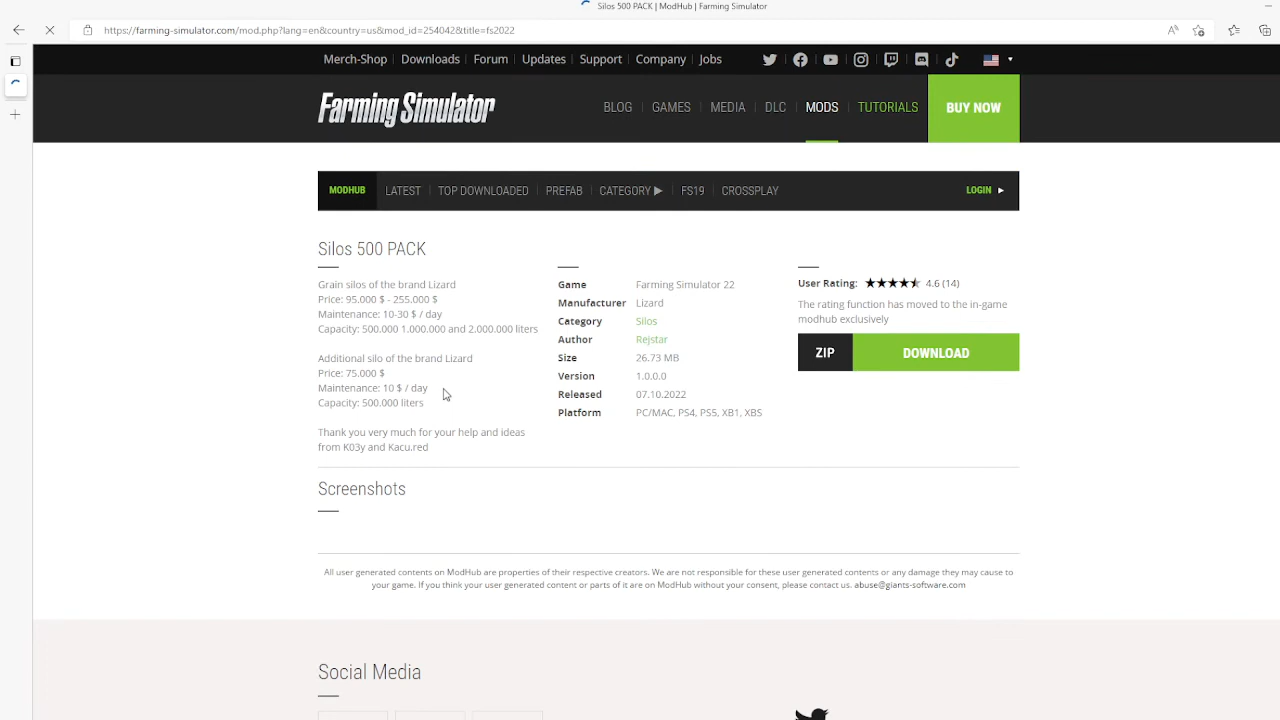 Silos 500 PACK | ModHub | Farming Simulator
https://farming-simulator.com/mod.php?lang=en&country=us&mod_id=254042&title=fs2022
Merch-Shop Downloads Forum Updates Support Company Jobs
Farming Simulator BLOG GAMES MEDIA DLC MODS TUTORIALS BUY NOW
MODHUB LATEST TOP DOWNLOADED PREFAB CATEGORY ▶ FS19 CROSSPLAY LOGIN ▶
Silos 500 PACK
Grain silos of the brand Lizard
Price: 95.000 $ - 255.000 $
Maintenance: 10-30 $ / day
Capacity: 500.000 1.000.000 and 2.000.000 liters
Additional silo of the brand Lizard
Price: 75.000 $
Maintenance: 10 $ / day
Capacity: 500.000 liters
Thank you very much for your help and ideas
from K03y and Kacu.red
Game Farming Simulator 22
Manufacturer Lizard
Category Silos
Author Rejstar
Size 26.73 MB
Version 1.0.0.0
Released 07.10.2022
Platform PC/MAC, PS4, PS5, XB1, XBS
User Rating: 4.6 (14)
The rating function has moved to the in-game
modhub exclusively
ZIP DOWNLOAD
Screenshots
All user generated contents on ModHub are properties of their respective creators. We are not responsible for these user generated contents or any damage they may cause to
your game. If you think your user generated content or parts of it are on ModHub without your consent, please contact us. abuse@giants-software.com
Social Media